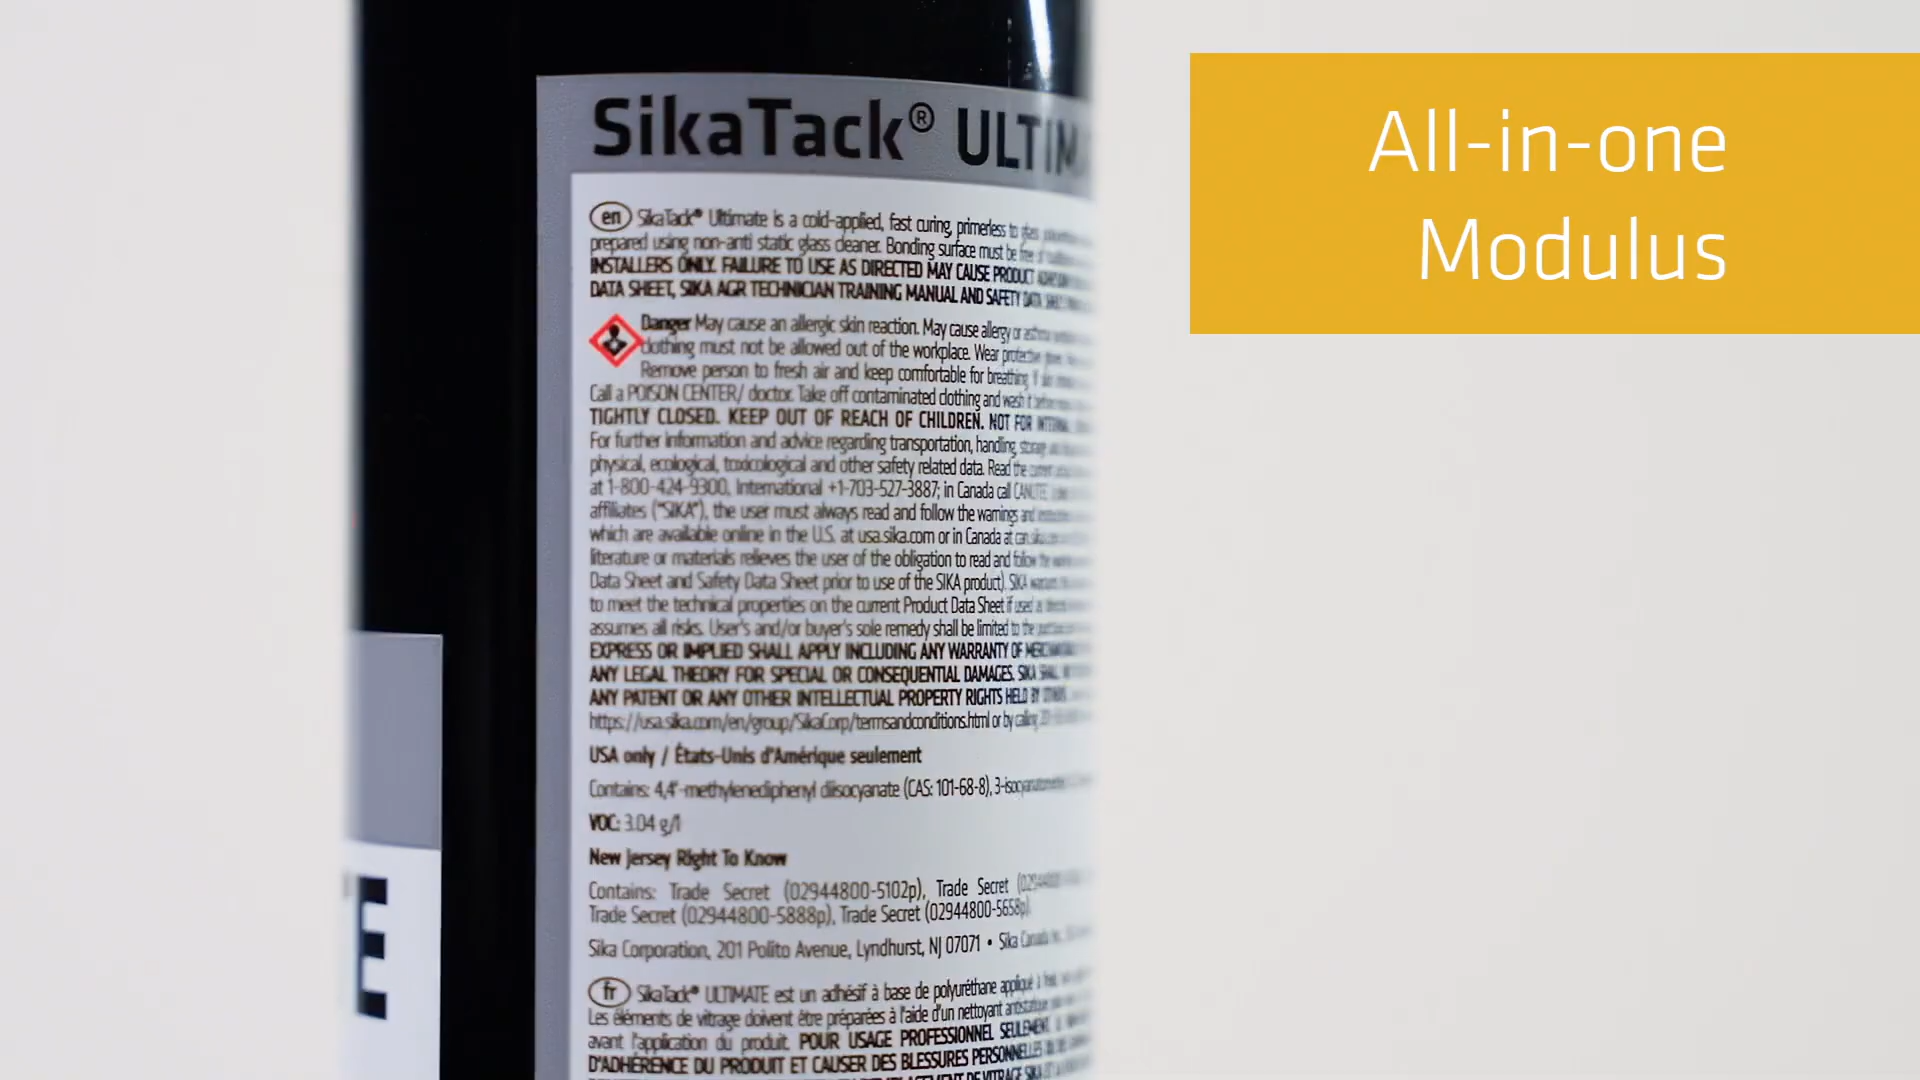 All-in-one
Modulus
SikaTack® ULTIM
en SikaTack® Ultimate is a cold-applied, fast curing, primerless to glass
prepared using non-anti static glass cleaner. Bonding surface must be free of
INSTALLERS ONLY. FAILURE TO USE AS DIRECTED MAY CAUSE PRODUCT
DATA SHEET, SIKA AGR TECHNICIAN TRAINING MANUAL AND SAFETY DATA
Danger May cause an allergic skin reaction. May cause allergy or asthma
clothing must not be allowed out of the workplace. Wear protective
Remove person to fresh air and keep comfortable for breathing. If
Call a POISON CENTER/ doctor. Take off contaminated clothing and wash it before
TIGHTLY CLOSED. KEEP OUT OF REACH OF CHILDREN. NOT FOR INTERNAL
For further information and advice regarding transportation, handling, storage
physical, ecological, toxicological and other safety related data. Read the
at 1-800-424-9300, International +1-703-527-3887; in Canada call
affiliates ("SIKA"), the user must always read and follow the warnings and
which are available online in the U.S. at usa.sika.com or in Canada at
literature or materials relieves the user of the obligation to read and follow the
Data Sheet and Safety Data Sheet prior to use of the SIKA product). SIKA
to meet the technical properties on the current Product Data Sheet if used
assumes all risks. User's and/or buyer's sole remedy shall be limited to the
EXPRESS OR IMPLIED SHALL APPLY INCLUDING ANY WARRANTY OF
ANY LEGAL THEORY FOR SPECIAL OR CONSEQUENTIAL DAMAGES. SIKA SHALL
ANY PATENT OR ANY OTHER INTELLECTUAL PROPERTY RIGHTS HELD BY
https://usa.sika.com/en/group/SikaCorp/termsandconditions.html or by calling
USA only / États-Unis d'Amérique seulement
Contains: 4,4'-methylenediphenyl diisocyanate (CAS: 101-68-8),
VOC: 3.04 g/l
New Jersey Right To Know
Contains: Trade Secret (02944800-5102p), Trade Secret
Trade Secret (02944800-5888p), Trade Secret (02944800-5658p)
Sika Corporation, 201 Polito Avenue, Lyndhurst, NJ 07071 • Sika Canada
fr SikaTack® ULTIMATE est un adhésif à base de polyuréthane appliqué à
Les éléments de vitrage doivent être préparées à l'aide d'un nettoyant
avant l'application du produit. POUR USAGE PROFESSIONNEL SEULEMENT.
D'ADHÉRENCE DU PRODUIT ET CAUSER DES BLESSURES PERSONNELLES
DE VITRAGE SIKA
E